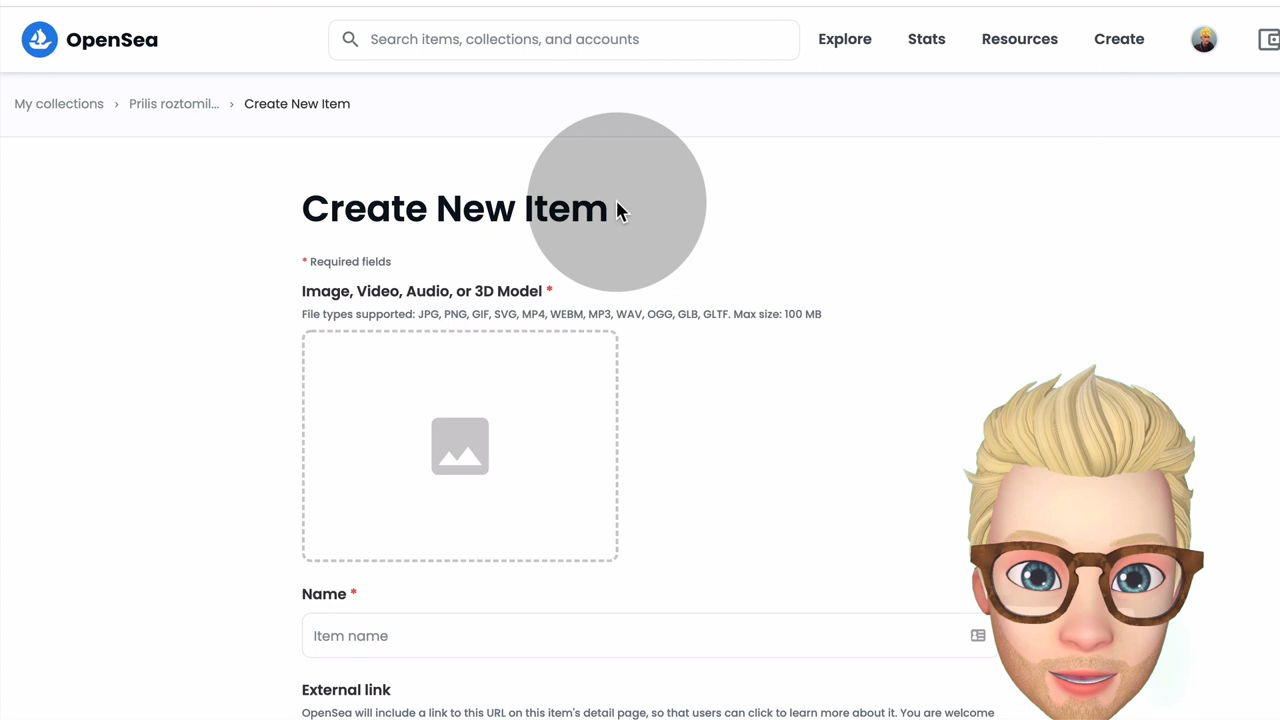 OpenSea
Search items, collections, and accounts
Explore
Stats
Resources
Create
My collections › Prilis roztomil... › Create New Item
Create New Item
* Required fields
Image, Video, Audio, or 3D Model *
File types supported: JPG, PNG, GIF, SVG, MP4, WEBM, MP3, WAV, OGG, GLB, GLTF. Max size: 100 MB
Name *
Item name
External link
OpenSea will include a link to this URL on this item's detail page, so that users can click to learn more about it. You are welcome